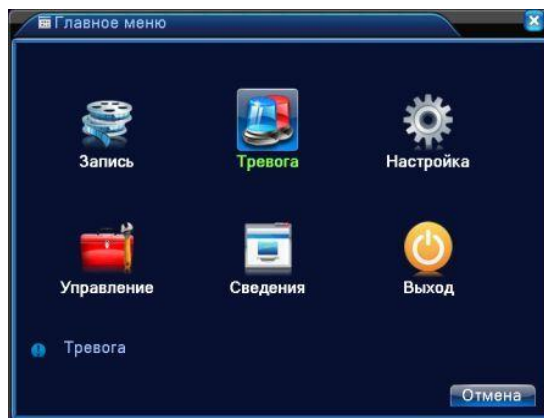 Главное меню
Запись
Тревога
Настройка
Управление
Сведения
Выход
Тревога
Отмена